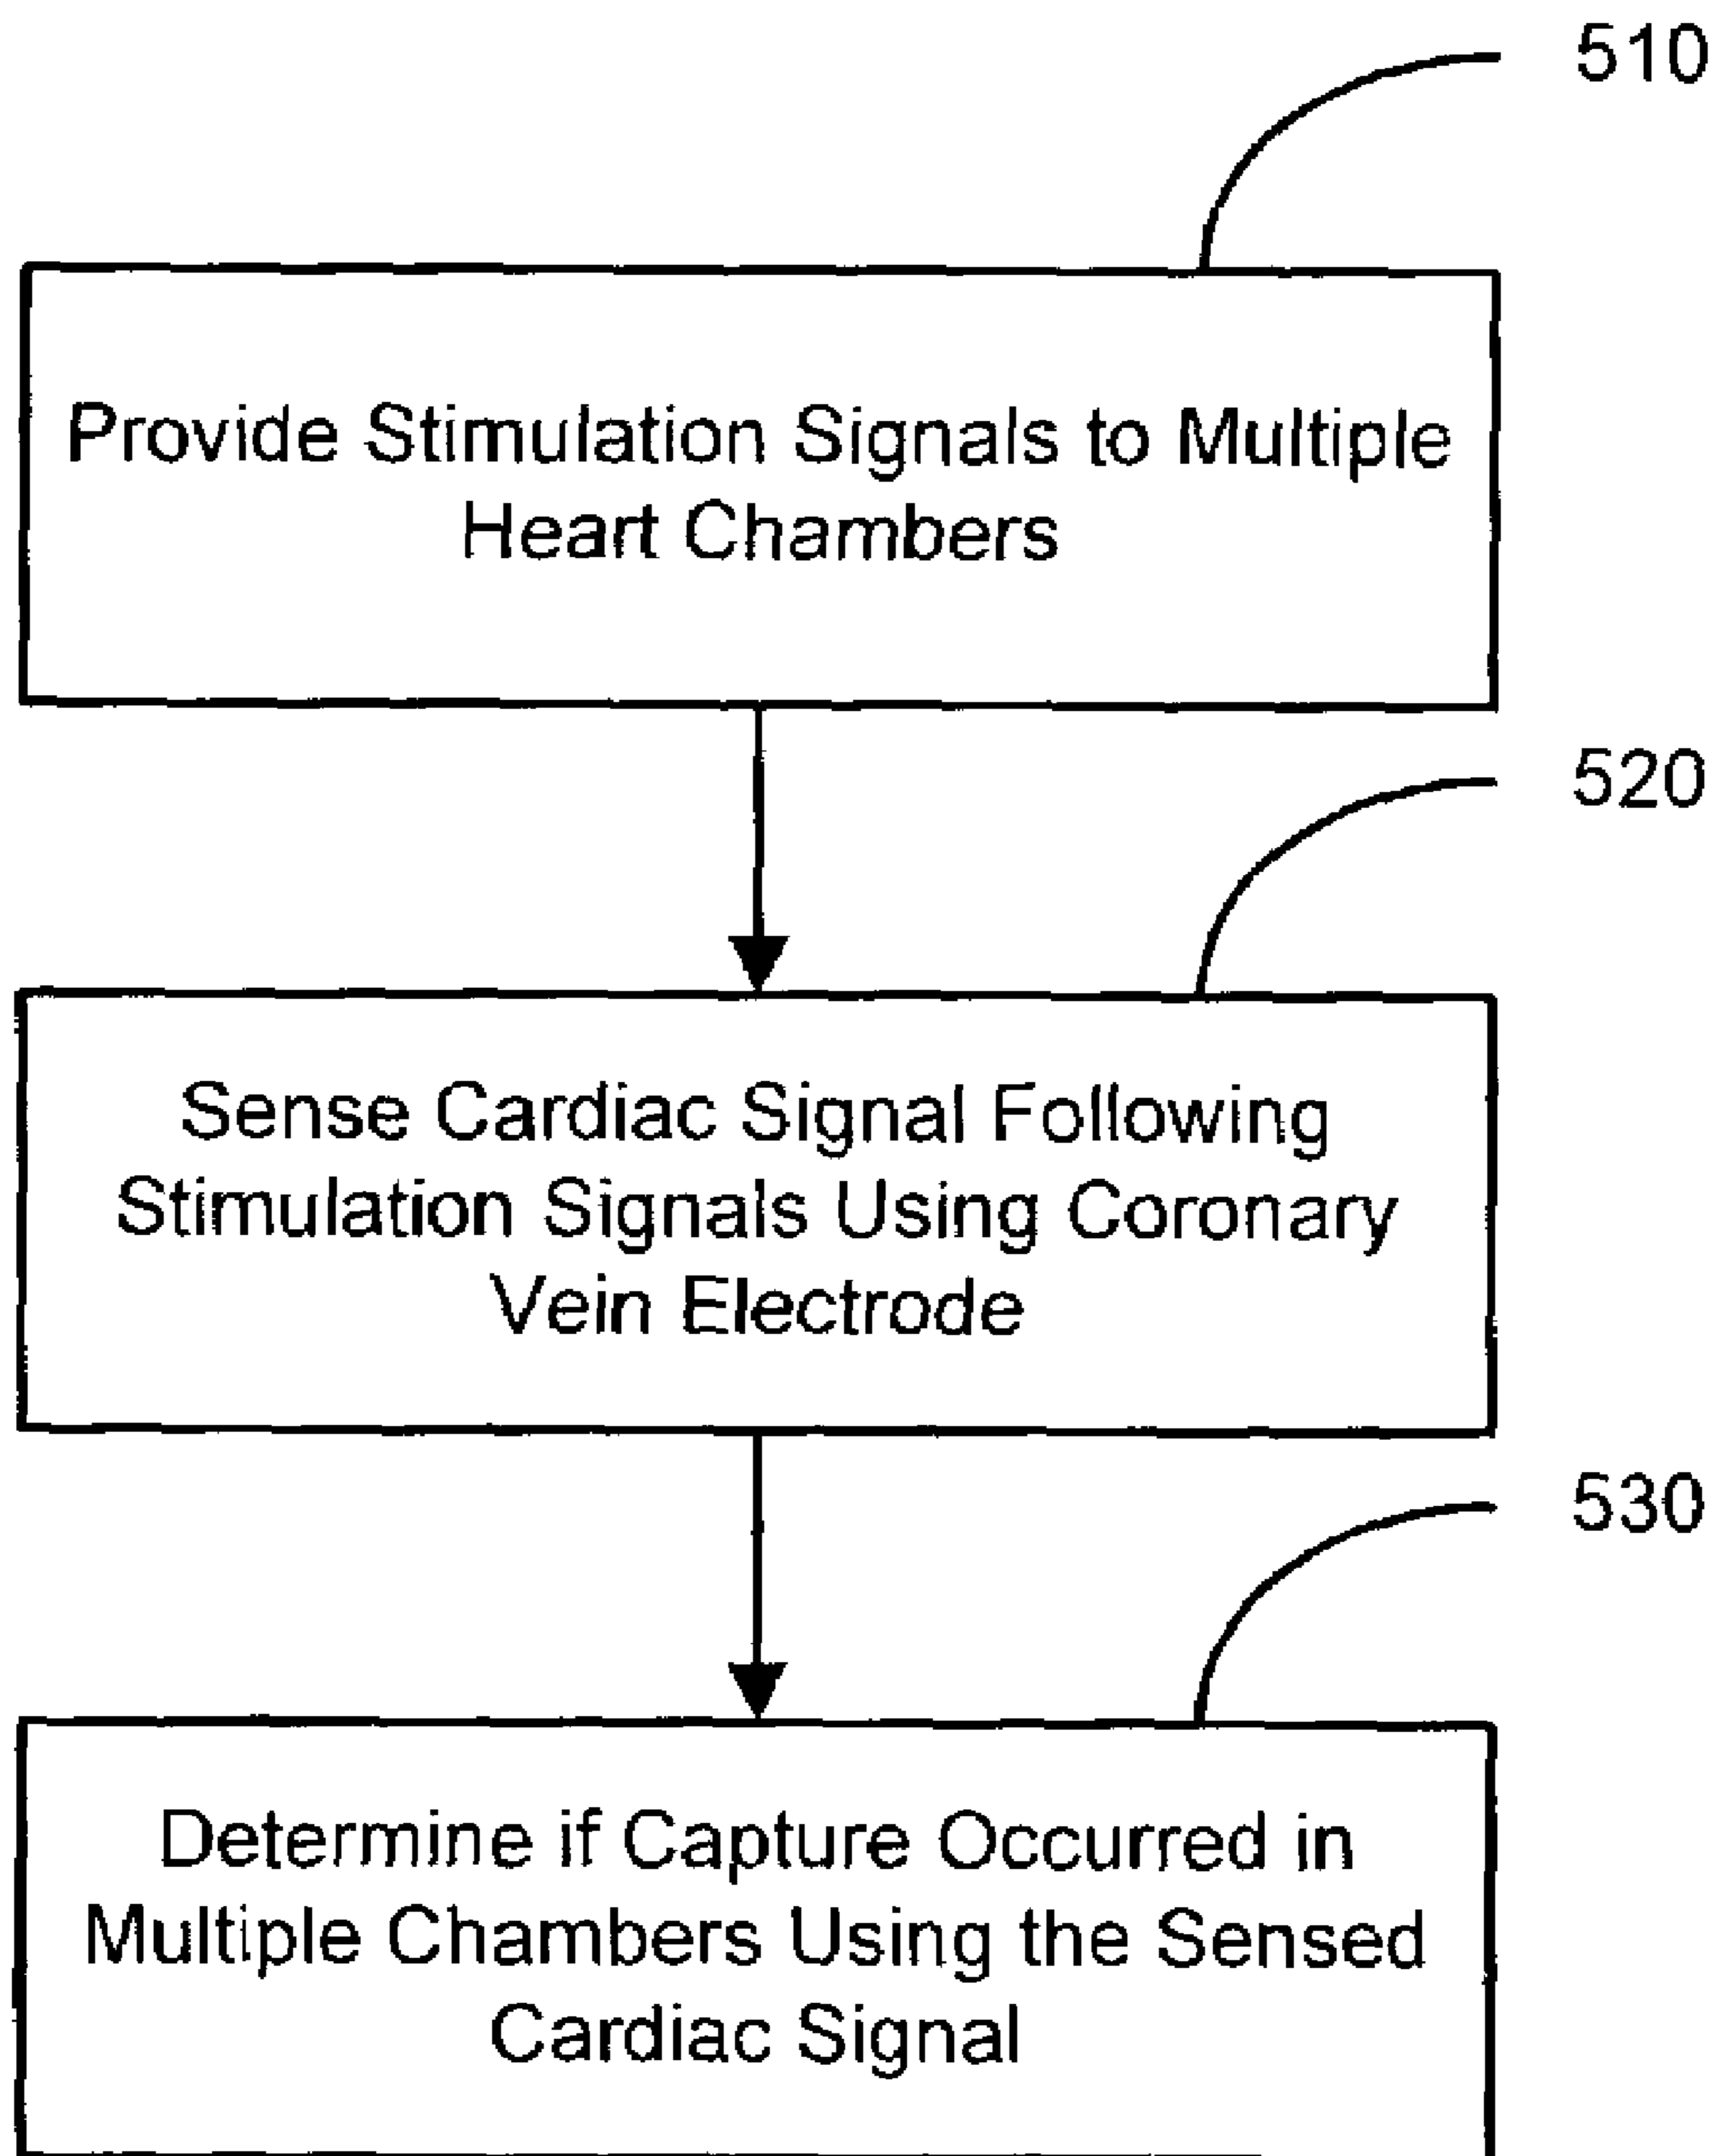 510
Provide Stimulation Signals to Multiple
Heart Chambers
520
Sense Cardiac Signal Following
Stimulation Signals Using Coronary
Vein Electrode
530
Determine if Capture Occurred in
Multiple Chambers Using the Sensed
Cardiac Signal